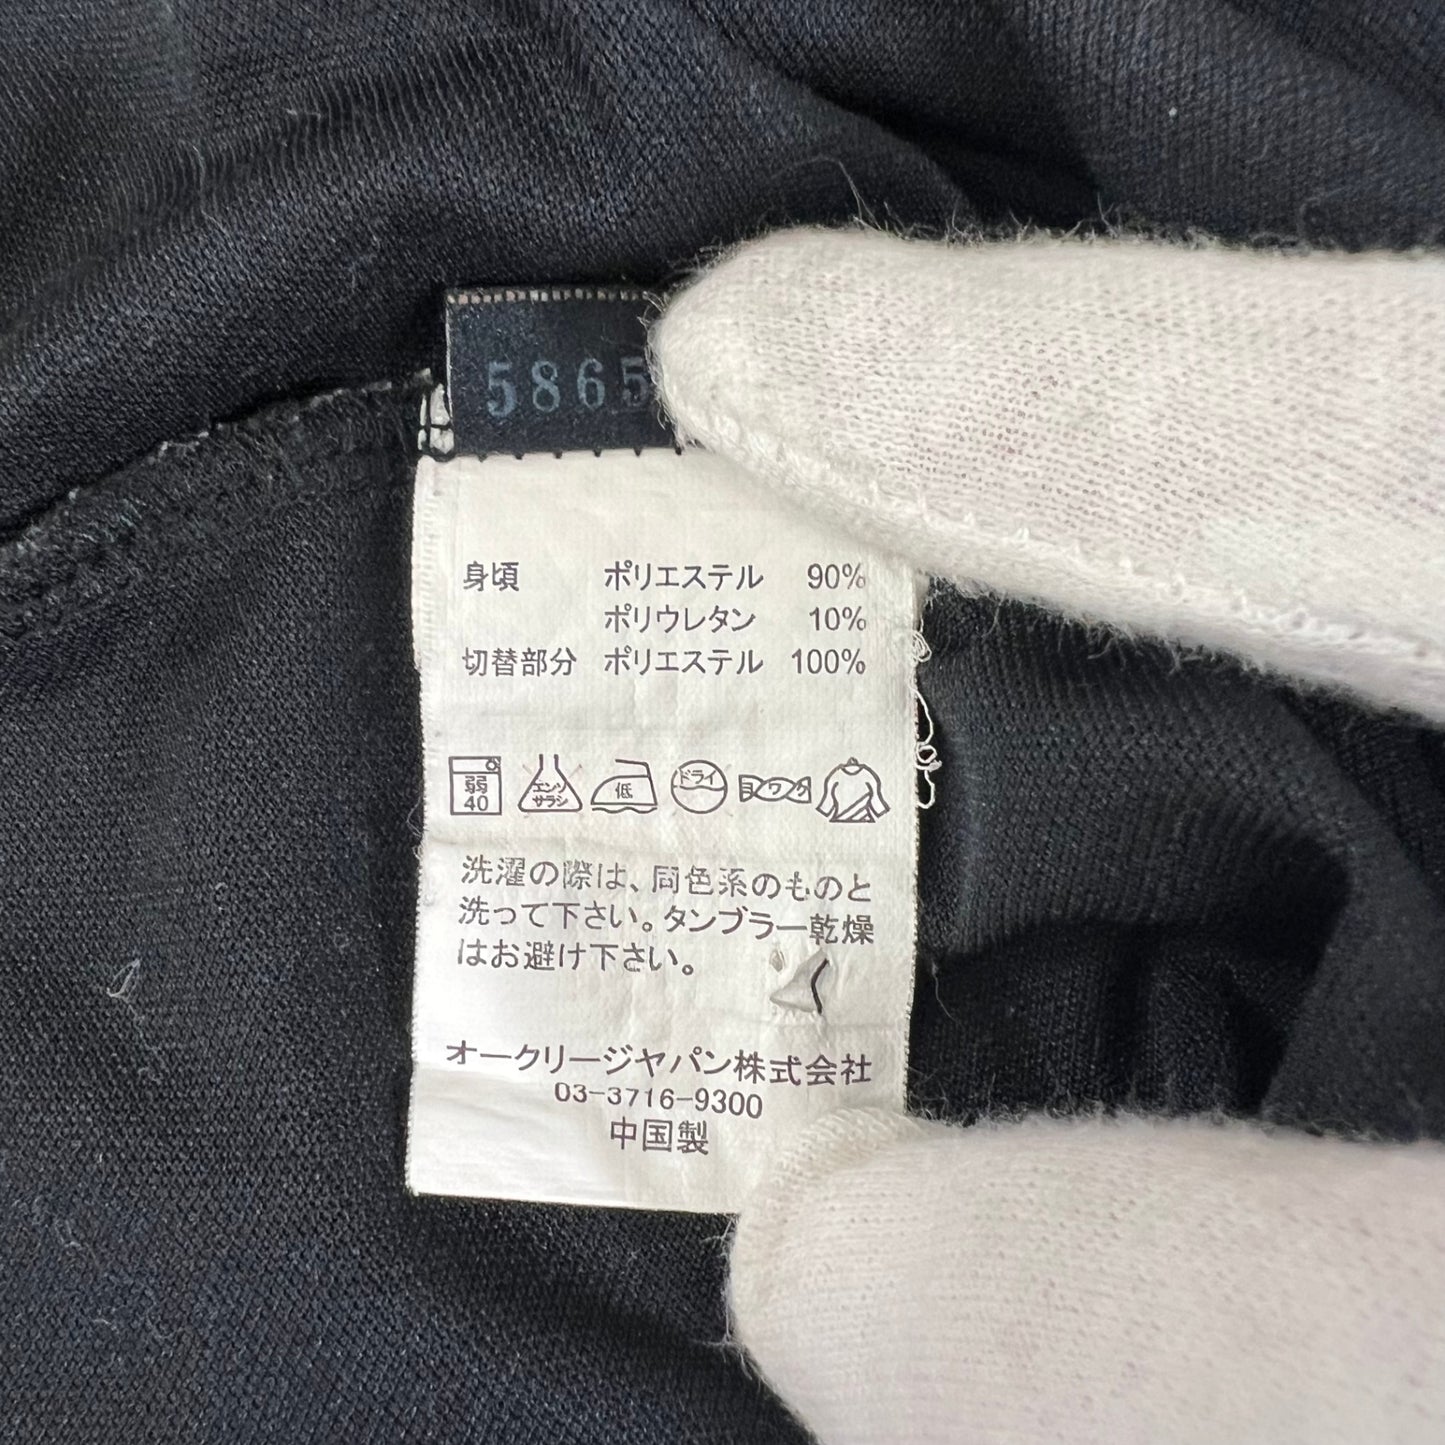 5865
身頃 ポリエステル 90%
ポリウレタン 10%
切替部分 ポリエステル 100%
弱 40
エンソ サラシ
低
ドライ
ヨワク
洗濯の際は、同色系のものと
洗って下さい。タンブラー乾燥
はお避け下さい。
オークリージャパン株式会社
03-3716-9300
中国製